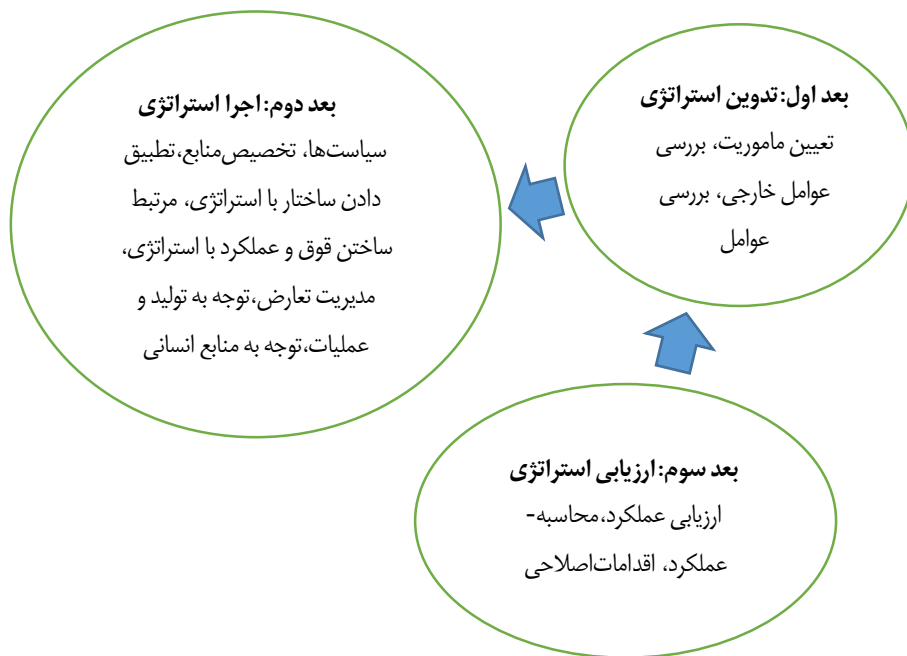 بعد اول:تدوین استراتژی
تعیین ماموریت، بررسی
عوامل خارجی، بررسی
عوامل
بعد دوم:اجرا استراتژی
سیاست‌ها، تخصیص‌منابع،تطبیق
دادن ساختار با استراتژی، مرتبط
ساختن قوق و عملکرد با استراتژی،
مدیریت تعارض،توجه به تولید و
عملیات،توجه به منابع انسانی
بعد سوم:ارزیابی استراتژی
ارزیابی عملکرد،محاسبه-
عملکرد، اقدامات‌اصلاحی